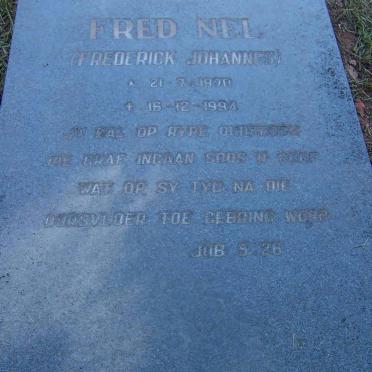 FRED NEL
(FREDERICK JOHANNES)
* 21-7-1920
+ 16-12-1994
JY SAL OP RYPE OUDERDOM
DIE GRAF INGAAN SOOS 'N GERF
WAT OP SY TYD NA DIE
DORSVLOER TOE GEBRING WORD
JOB 5:26